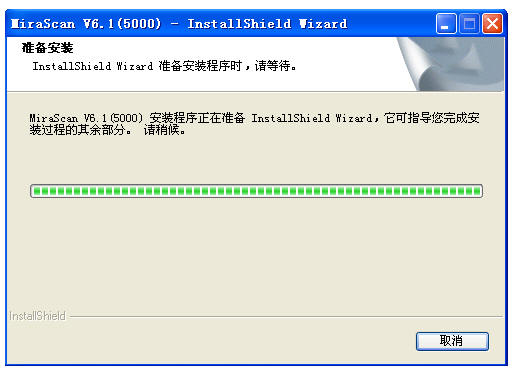 MiraScan V6.1(5000) - InstallShield Wizard
准备安装
InstallShield Wizard 准备安装程序时，请等待。
MiraScan V6.1(5000) 安装程序正在准备 InstallShield Wizard，它可指导您完成安
装过程的其余部分。 请稍候。
InstallShield
取消